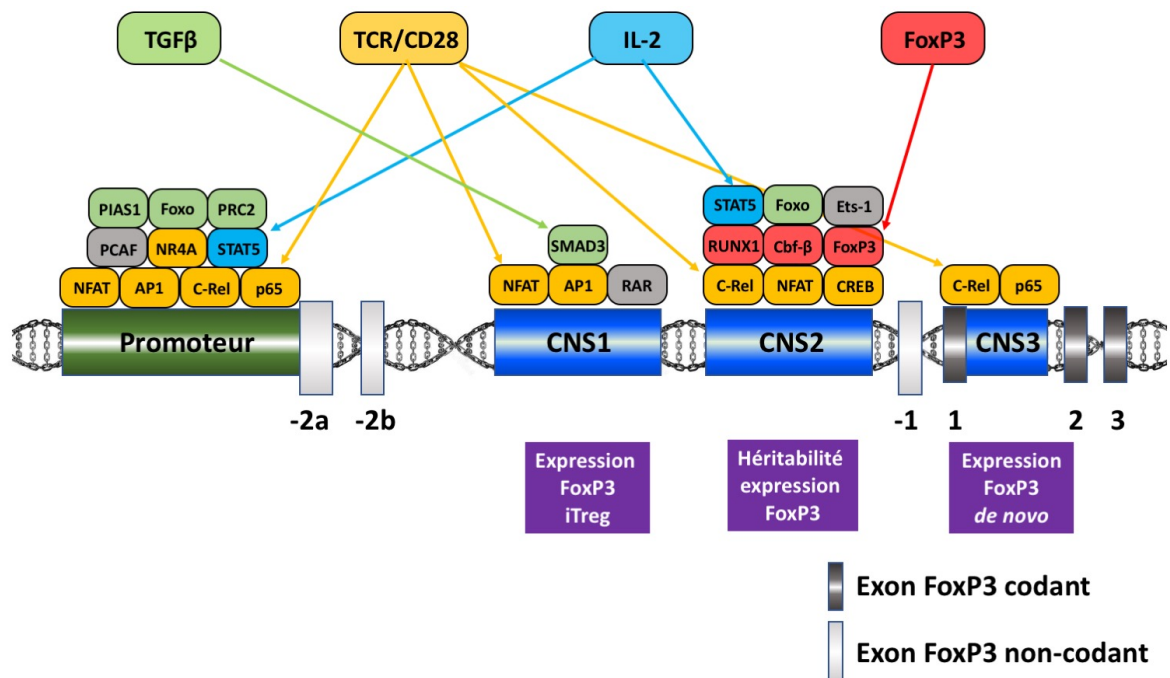 TGFβ
TCR/CD28
IL-2
FoxP3
PIAS1 Foxo PRC2
PCAF NR4A STAT5
NFAT AP1 C-Rel p65
SMAD3
NFAT AP1 RAR
STAT5 Foxo Ets-1
RUNX1 Cbf-β FoxP3
C-Rel NFAT CREB
C-Rel p65
Promoteur
CNS1
CNS2
CNS3
-2a
-2b
-1
1
2
3
Expression
FoxP3
iTreg
Héritabilité
expression
FoxP3
Expression
FoxP3
de novo
Exon FoxP3 codant
Exon FoxP3 non-codant